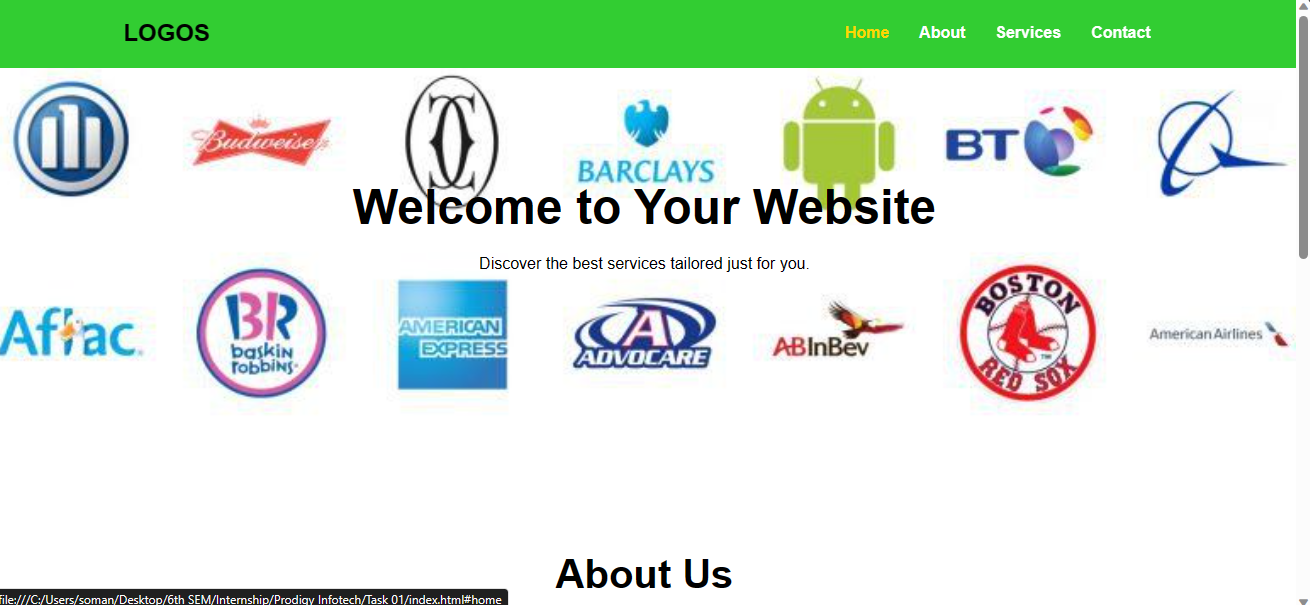 LOGOS
Home About Services Contact
Budweiser
BARCLAYS
BT
Welcome to Your Website
Discover the best services tailored just for you.
Aflac
BR
baskin
robbins
AMERICAN
EXPRESS
ADVOCARE
ABInBev
BOSTON
RED SOX
TM
American Airlines
About Us
file:///C:/Users/soman/Desktop/6th SEM/Internship/Prodigy Infotech/Task 01/index.html#home